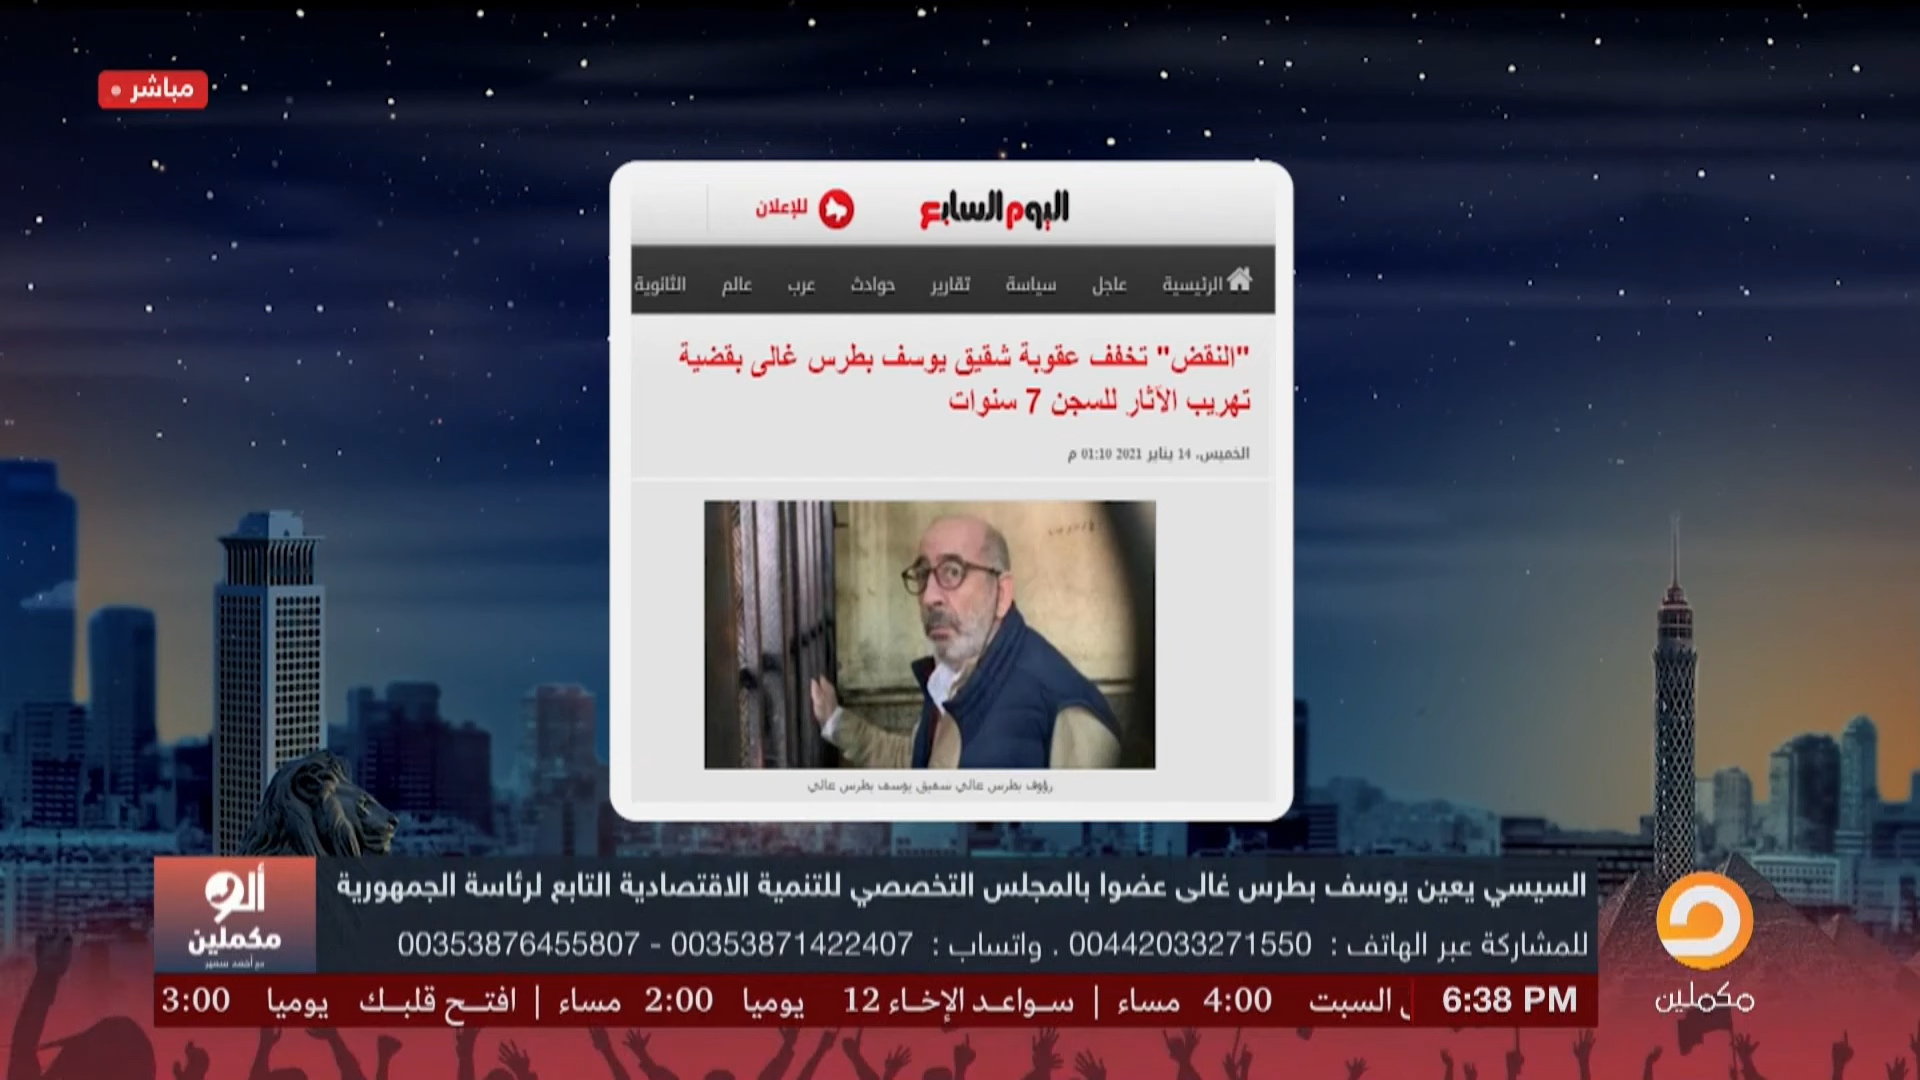 مباشر
اليوم السابع
للإعلان
الرئيسية عاجل سياسة تقارير حوادث عرب عالم الثانوية
"النقض" تخفف عقوبة شقيق يوسف بطرس غالى بقضية
تهريب الآثار للسجن 7 سنوات
الخميس، 14 يناير 2021 01:10 م
رؤوف بطرس غالي شقيق يوسف بطرس غالي
السيسي يعين يوسف بطرس غالى عضوا بالمجلس التخصصي للتنمية الاقتصادية التابع لرئاسة الجمهورية
للمشاركة عبر الهاتف : 00442033271550 . واتساب : 00353871422407 - 00353876455807
ألو
مكملين
مع أحمد سمير
6:38 PM
السبت 4:00 مساء | سواعد الإخاء 12 يوميا 2:00 مساء | افتح قلبك يوميا 3:00
مكملين